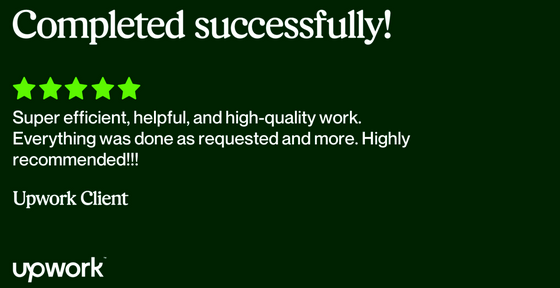 Completed successfully!
Super efficient, helpful, and high-quality work.
Everything was done as requested and more. Highly
recommended!!!
Upwork Client
upwork™